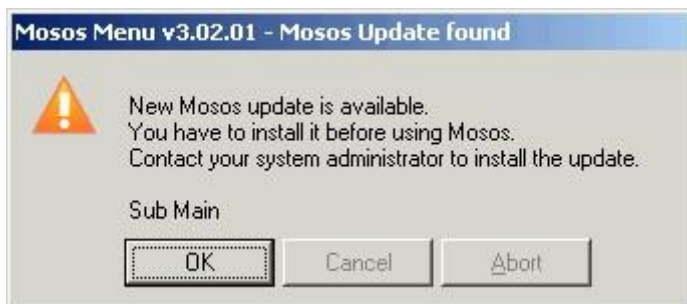 Mosos Menu v3.02.01 - Mosos Update found
New Mosos update is available.
You have to install it before using Mosos.
Contact your system administrator to install the update.
Sub Main
OK Cancel Abort